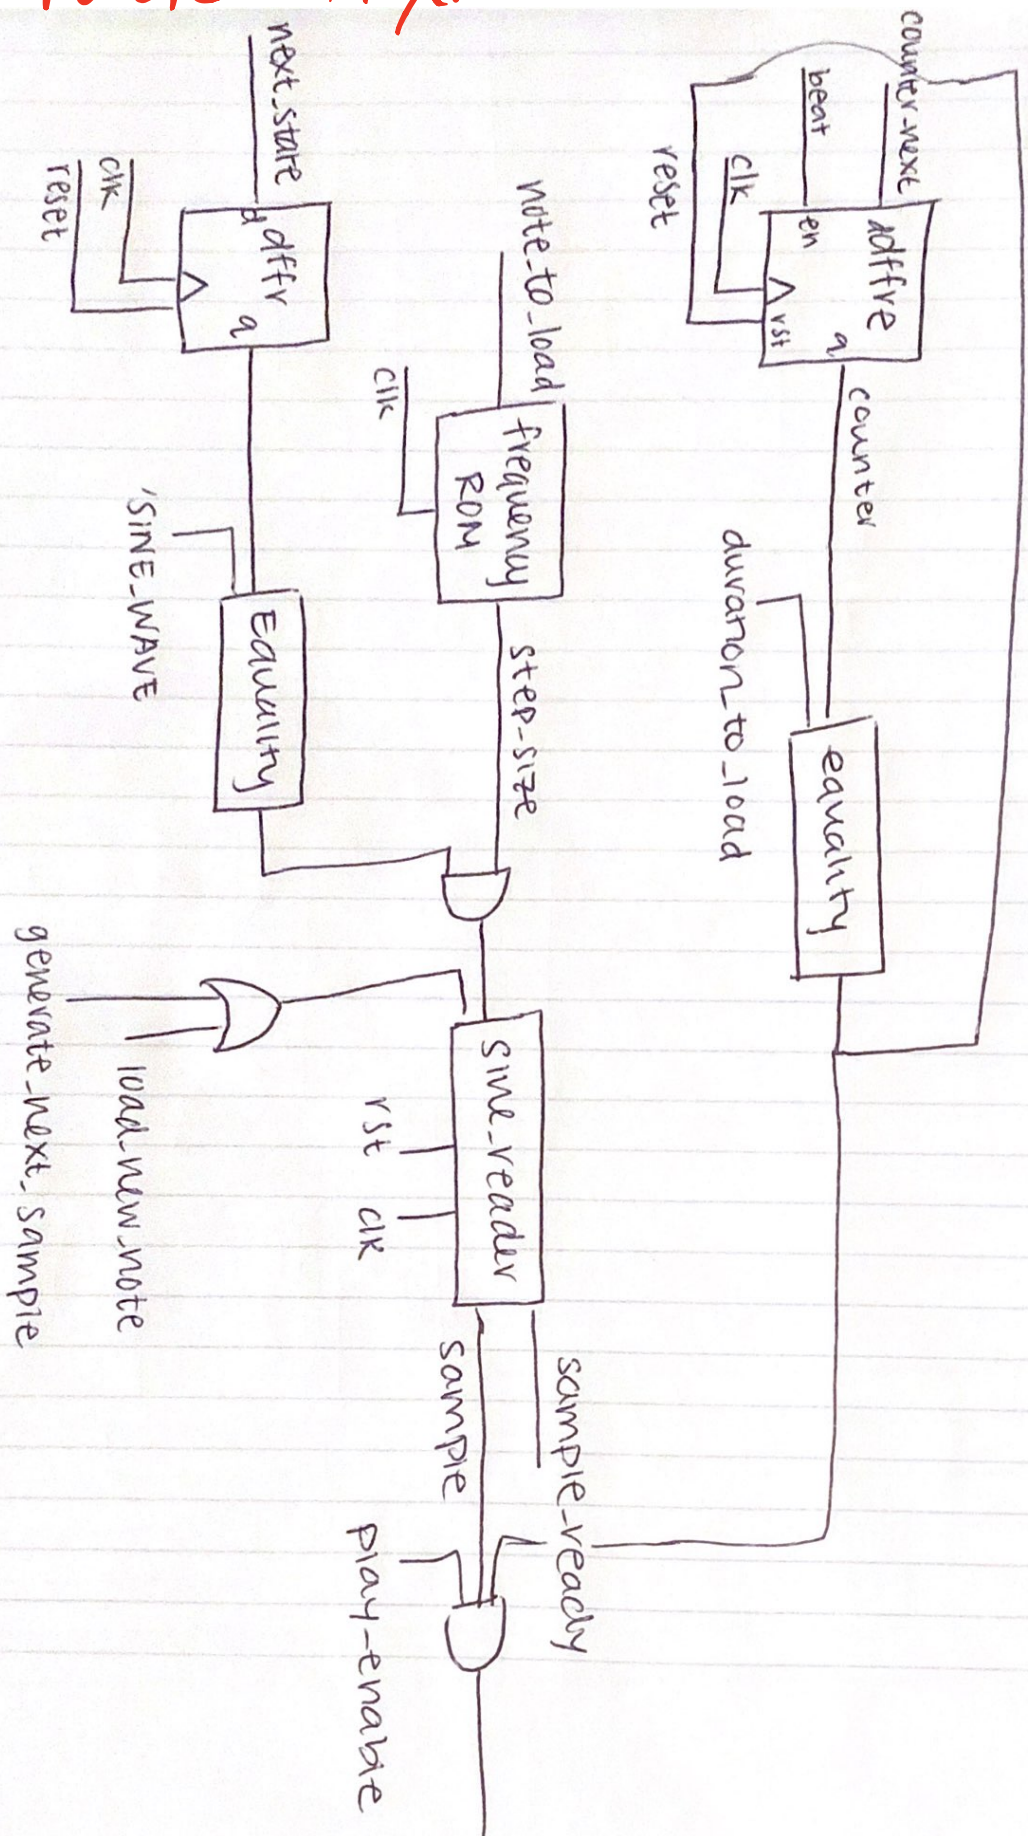 counter_next
beat
clk
reset
en
d dffre
rst
q
counter
duration_to_load
equality
note_to_load
clk
frequency
ROM
step_size
next_state
clk
reset
d dffr
q
'SINE_WAVE
Equality
generate_next_sample
load_new_note
sine_reader
rst
clk
sample
sample_ready
play_enable